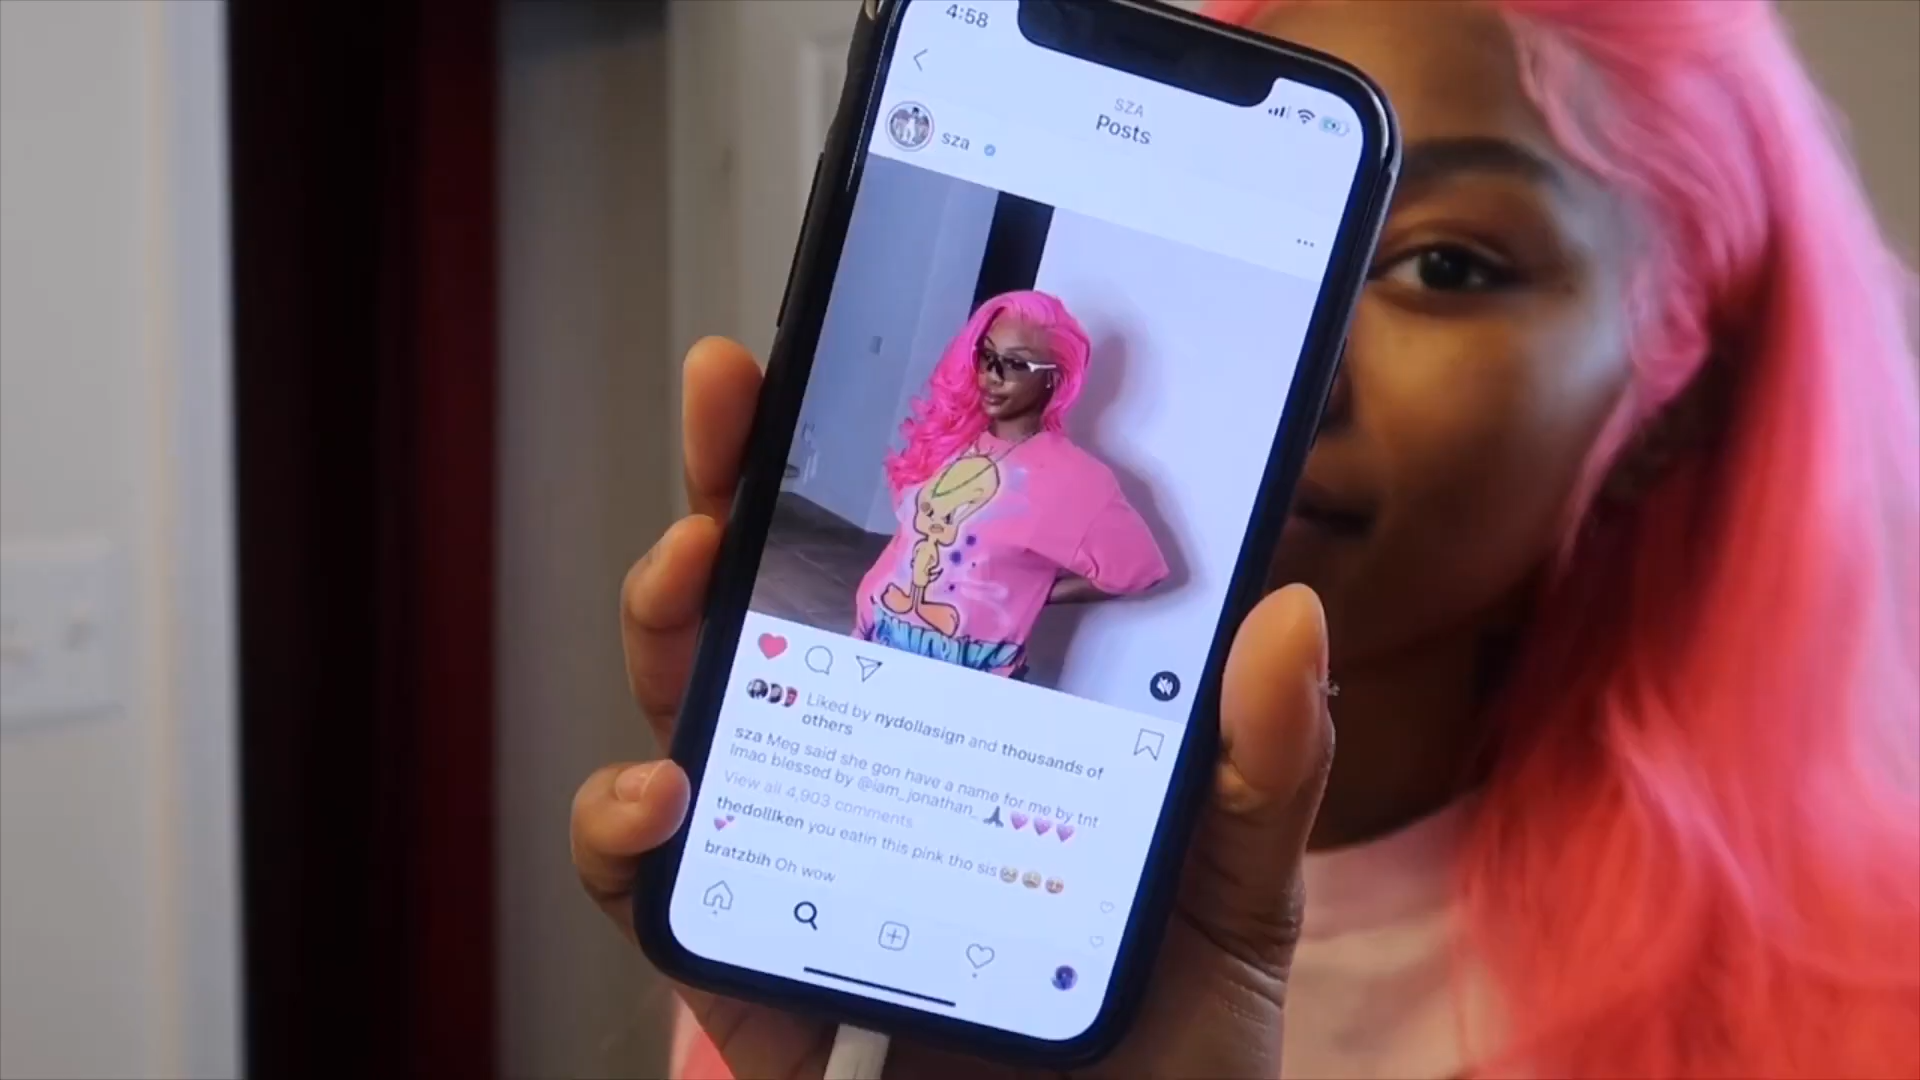 4:58
SZA
Posts
sza
Liked by nydollasign and thousands of
others
sza Meg said she gon have a name for me by tnt
lmao blessed by @iam_jonathan_ 🙏🏿💗💗💗
View all 4,903 comments
thedolllken you eatin this pink tho sis🥺😩😍
💕
bratzbih Oh wow